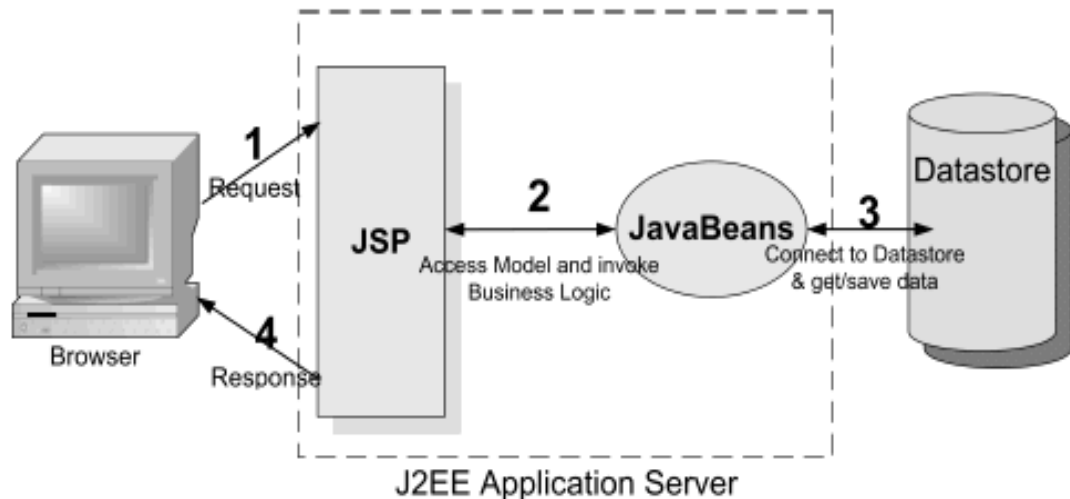 1
Request
JSP
2
Access Model and invoke
Business Logic
JavaBeans
3
Connect to Datastore
& get/save data
Datastore
4
Response
Browser
J2EE Application Server